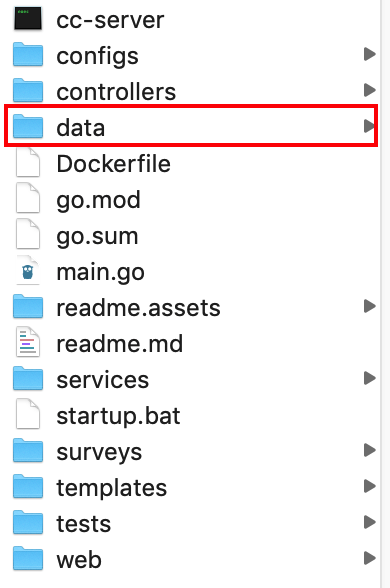 cc-server
configs
controllers
data
Dockerfile
go.mod
go.sum
main.go
readme.assets
readme.md
services
startup.bat
surveys
templates
tests
web